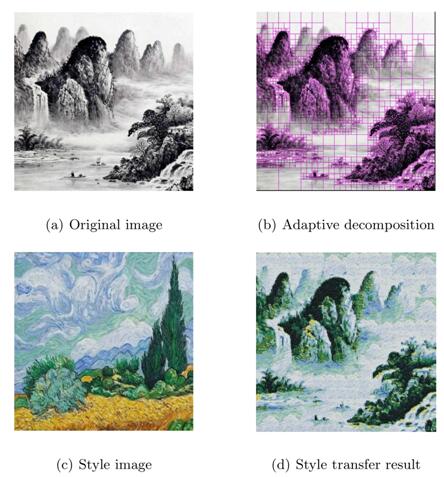 (a) Original image
(b) Adaptive decomposition
(c) Style image
(d) Style transfer result